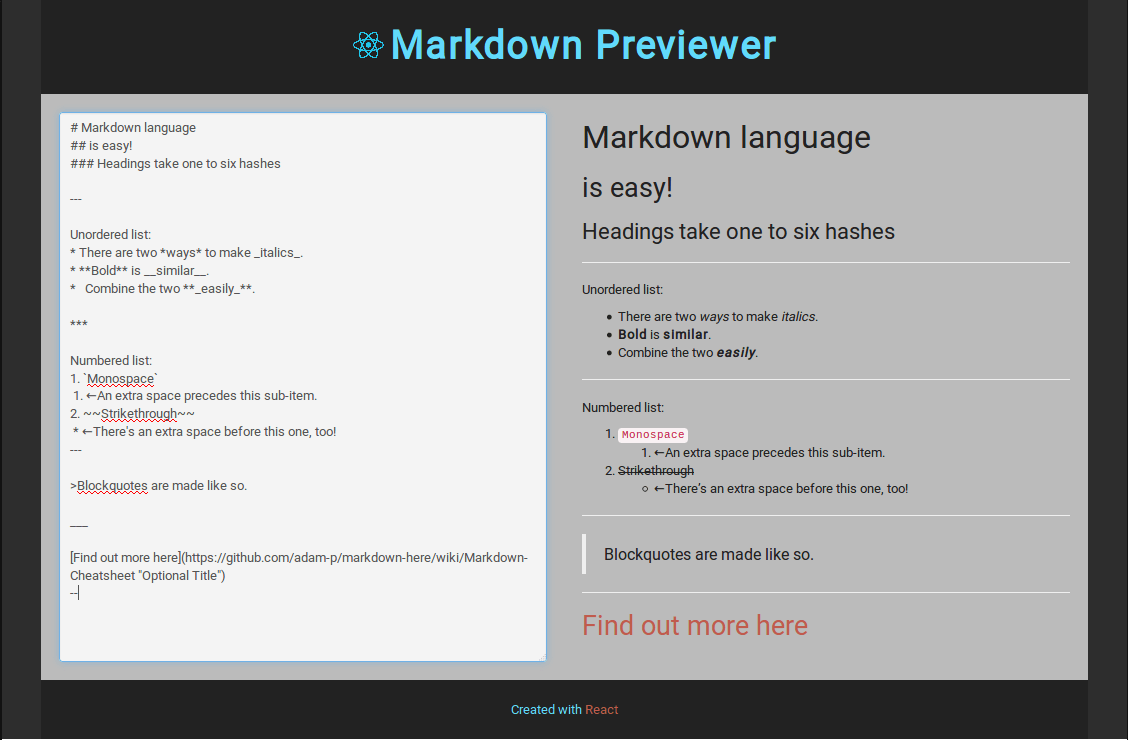 Markdown Previewer
# Markdown language
## is easy!
### Headings take one to six hashes
---
Unordered list:
* There are two *ways* to make _italics_.
* **Bold** is __similar__.
*   Combine the two **_easily_**.
***
Numbered list:
1. `Monospace`
 1. ←An extra space precedes this sub-item.
2. ~~Strikethrough~~
 * ←There's an extra space before this one, too!
---
>Blockquotes are made like so.
___
[Find out more here](https://github.com/adam-p/markdown-here/wiki/Markdown-
Cheatsheet "Optional Title")
--
Markdown language
is easy!
Headings take one to six hashes
Unordered list:
• There are two ways to make italics.
• Bold is similar.
• Combine the two easily.
Numbered list:
1. Monospace
1. ←An extra space precedes this sub-item.
2. Strikethrough
○ ←There's an extra space before this one, too!
Blockquotes are made like so.
Find out more here
Created with React